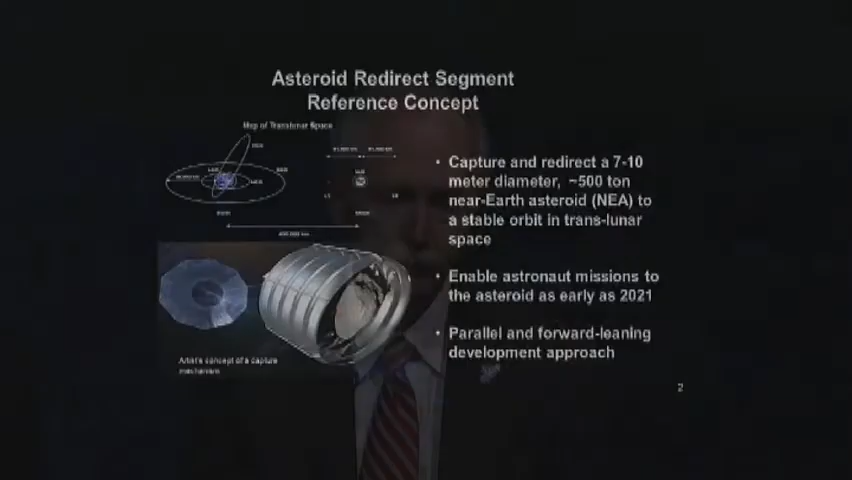 Asteroid Redirect Segment
Reference Concept
Map of Translunar Space
• Capture and redirect a 7-10
meter diameter, ~500 ton
near-Earth asteroid (NEA) to
a stable orbit in trans-lunar
space
• Enable astronaut missions to
the asteroid as early as 2021
• Parallel and forward-leaning
development approach
Artist's concept of a capture
mechanism
2